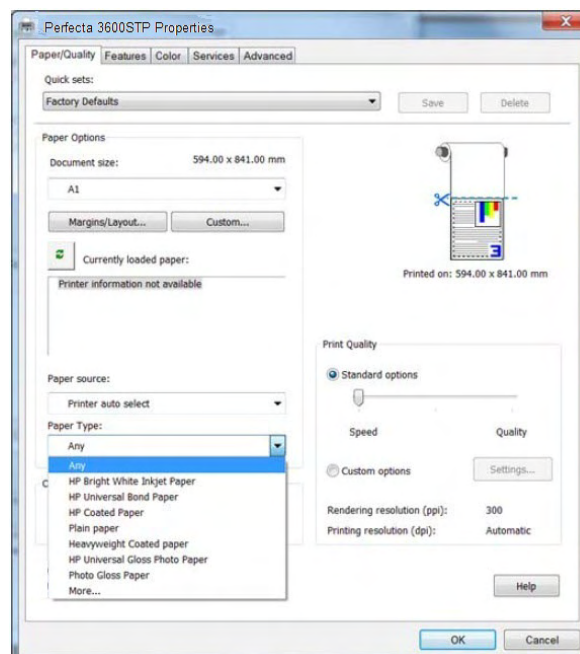 Perfecta 3600STP Properties
Paper/Quality Features Color Services Advanced
Quick sets:
Factory Defaults
Save Delete
Paper Options
Document size: 594.00 x 841.00 mm
A1
Margins/Layout... Custom...
Currently loaded paper:
Printer information not available
3
Printed on: 594.00 x 841.00 mm
Paper source:
Printer auto select
Paper Type:
Any
Any
HP Bright White Inkjet Paper
HP Universal Bond Paper
HP Coated Paper
Plain paper
Heavyweight Coated paper
HP Universal Gloss Photo Paper
Photo Gloss Paper
More...
Print Quality
Standard options
Speed Quality
Custom options Settings...
Rendering resolution (ppi): 300
Printing resolution (dpi): Automatic
Help
OK Cancel